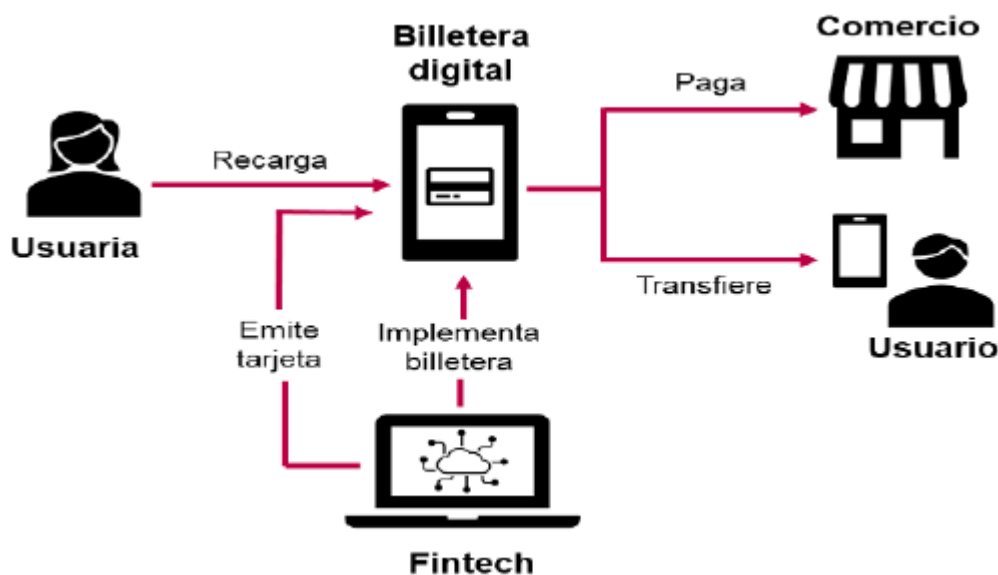 Billetera
digital
Comercio
Paga
Recarga
Usuaria
Transfiere
Usuario
Emite
tarjeta
Implementa
billetera
Fintech